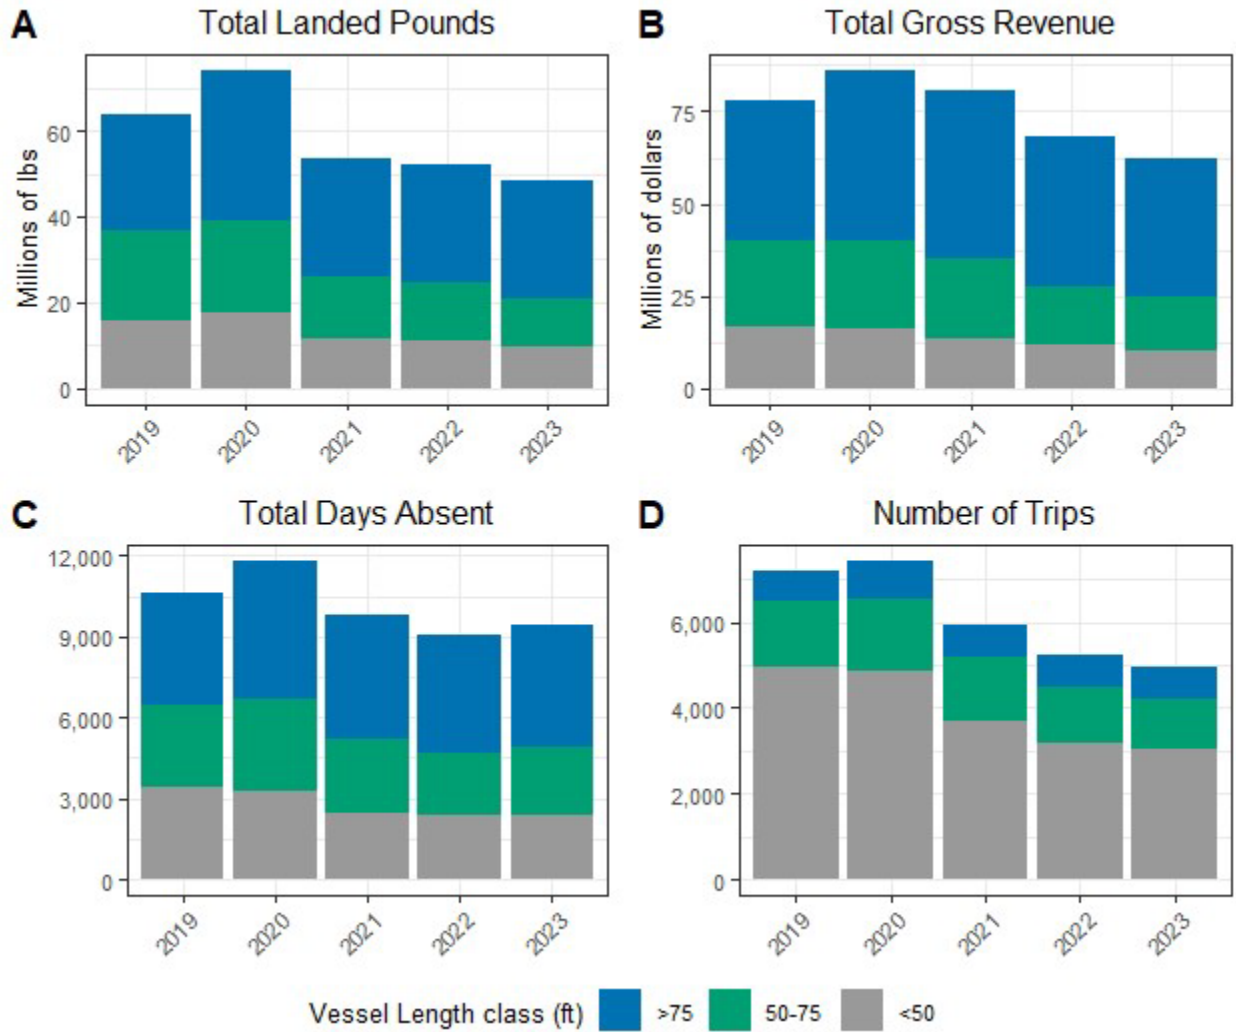 A Total Landed Pounds
Millions of lbs
60
40
20
0
2019 2020 2021 2022 2023
B Total Gross Revenue
Millions of dollars
75
50
25
0
2019 2020 2021 2022 2023
C Total Days Absent
12,000
9,000
6,000
3,000
0
2019 2020 2021 2022 2023
D Number of Trips
6,000
4,000
2,000
0
2019 2020 2021 2022 2023
Vessel Length class (ft) >75 50-75 <50